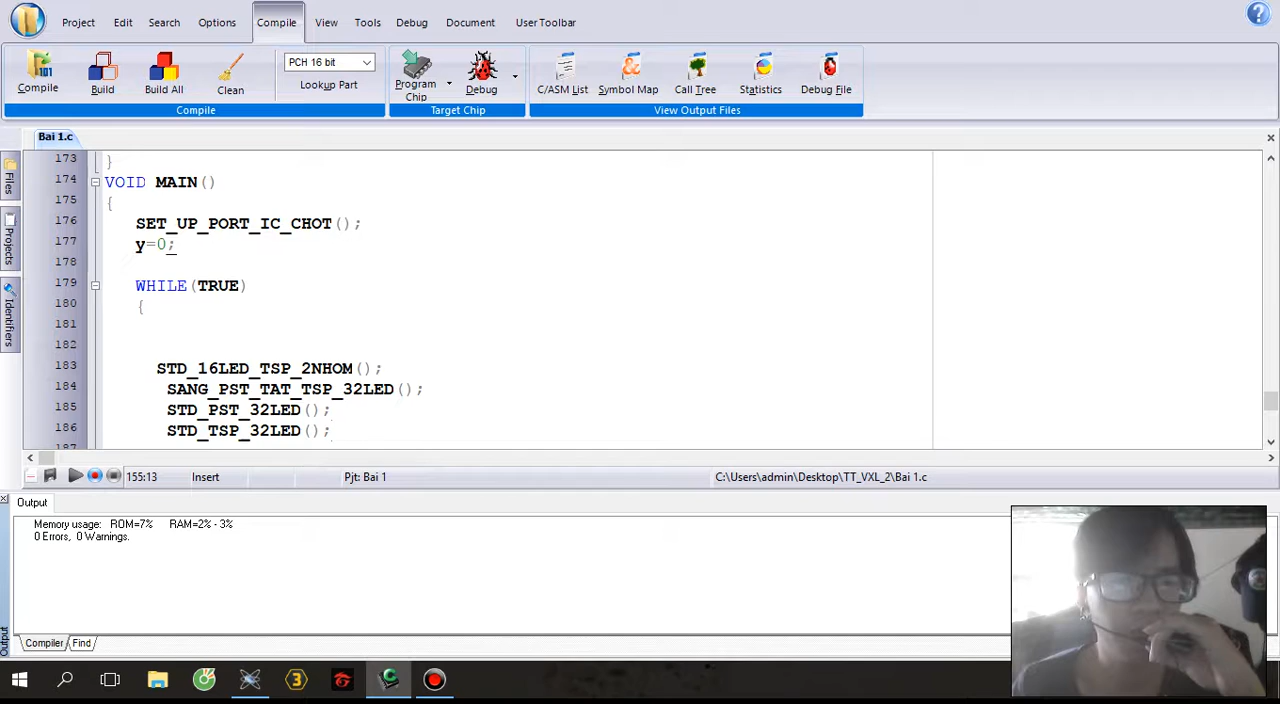 Project Edit Search Options Compile View Tools Debug Document User Toolbar
?
101
Compile Build Build All Clean
PCH 16 bit
Lookup Part
Program Chip
Debug
C/ASM List Symbol Map Call Tree Statistics Debug File
Compile Target Chip View Output Files
Bai 1.c
Files
Projects
Identifiers
173 }
174 VOID MAIN()
175 {
176 SET_UP_PORT_IC_CHOT();
177 y=0;
178
179 WHILE(TRUE)
180 {
181
182
183 STD_16LED_TSP_2NHOM();
184 SANG_PST_TAT_TSP_32LED();
185 STD_PST_32LED();
186 STD_TSP_32LED();
187
155:13 Insert Pjt: Bai 1 C:\Users\admin\Desktop\TT_VXL_2\Bai 1.c
Output
Output
Memory usage: ROM=7% RAM=2% - 3%
0 Errors, 0 Warnings.
Compiler Find
3